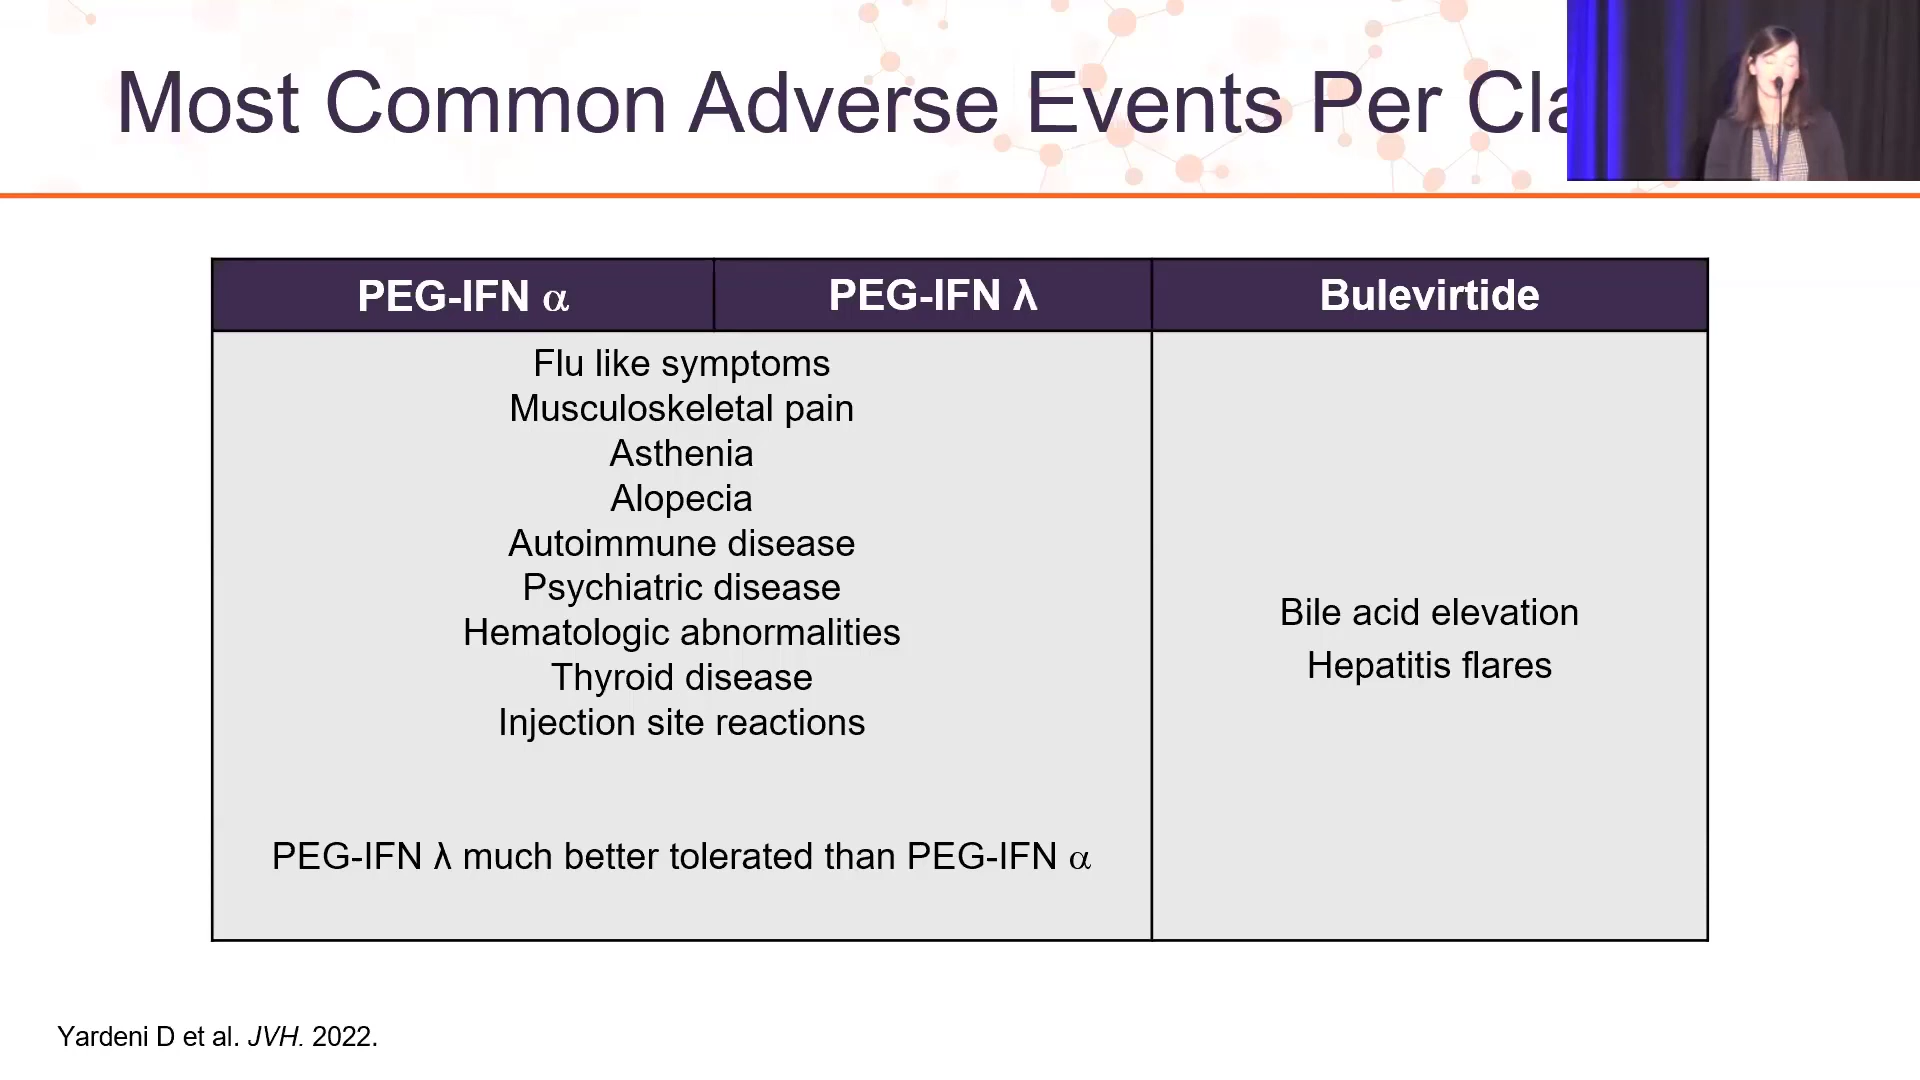 Most Common Adverse Events Per Cla
PEG-IFN α
PEG-IFN λ
Bulevirtide
Flu like symptoms
Musculoskeletal pain
Asthenia
Alopecia
Autoimmune disease
Psychiatric disease
Hematologic abnormalities
Thyroid disease
Injection site reactions
PEG-IFN λ much better tolerated than PEG-IFN α
Bile acid elevation
Hepatitis flares
Yardeni D et al. JVH. 2022.